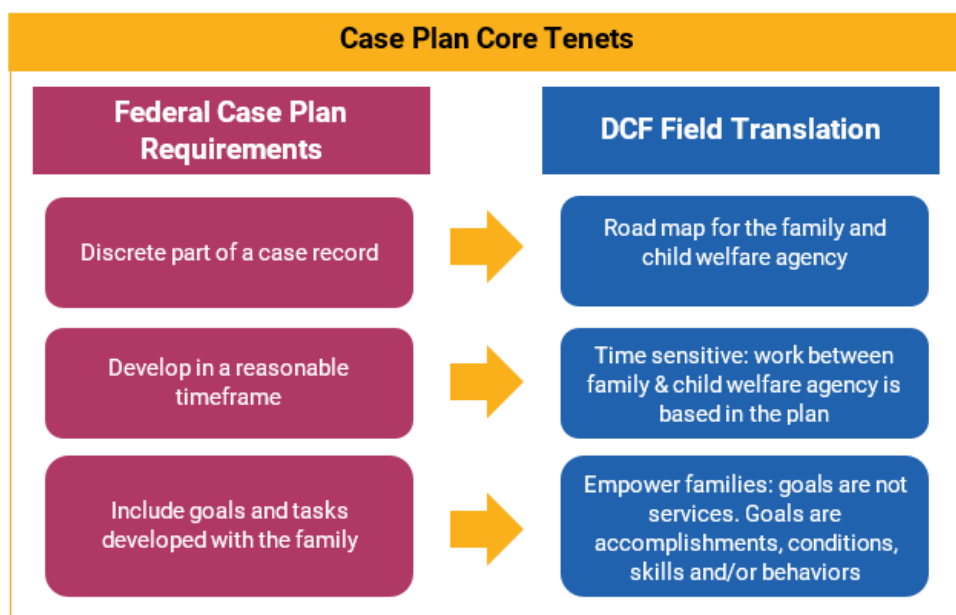 Case Plan Core Tenets
Federal Case Plan
Requirements
DCF Field Translation
Discrete part of a case record
Road map for the family and
child welfare agency
Develop in a reasonable
timeframe
Time sensitive: work between
family & child welfare agency is
based in the plan
Include goals and tasks
developed with the family
Empower families: goals are not
services. Goals are
accomplishments, conditions,
skills and/or behaviors